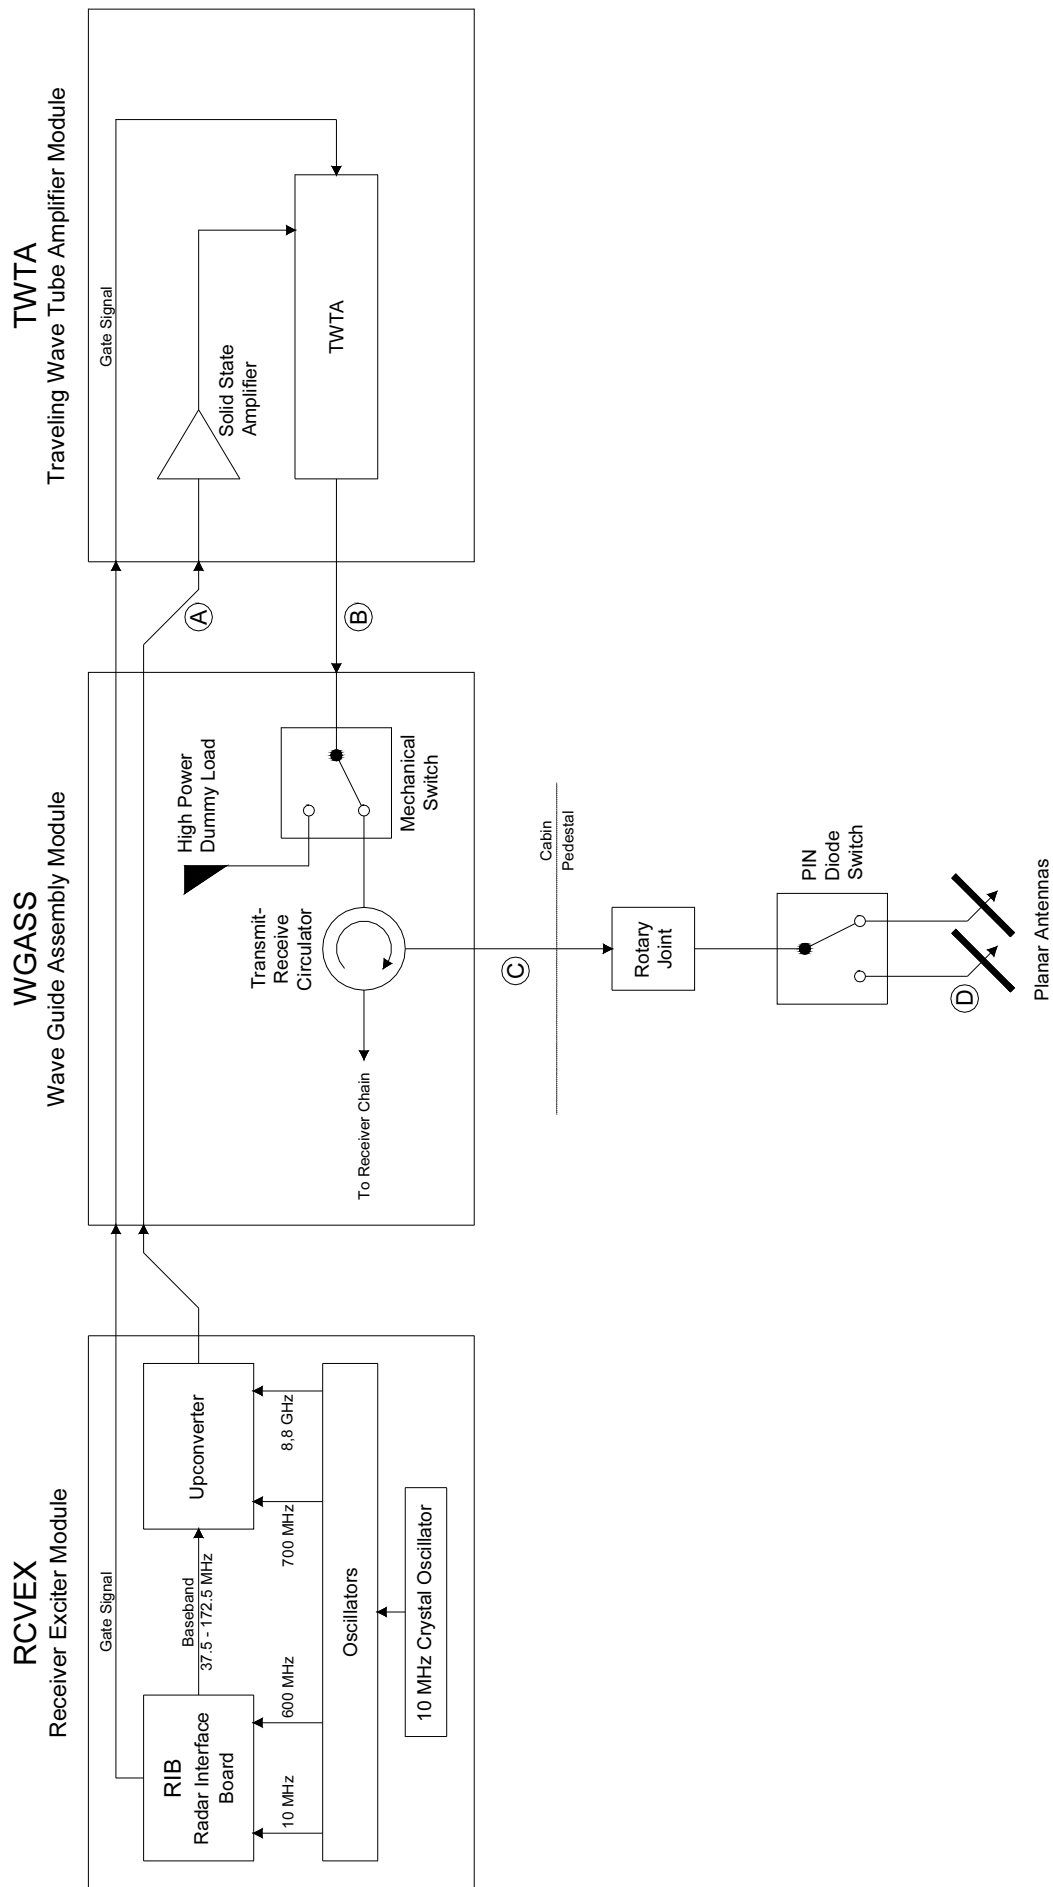 RCVEX
Receiver Exciter Module
Gate Signal
RIB
Radar Interface
Board
Baseband
37.5 - 172.5 MHz
Upconverter
10 MHz
600 MHz
700 MHz
8,8 GHz
Oscillators
10 MHz Crystal Oscillator
WGASS
Wave Guide Assembly Module
High Power
Dummy Load
Transmit-
Receive
Circulator
Mechanical
Switch
To Receiver Chain
TWTA
Traveling Wave Tube Amplifier Module
Gate Signal
Solid State
Amplifier
TWTA
A
B
C
Cabin
Pedestal
Rotary
Joint
PIN
Diode
Switch
D
Planar Antennas